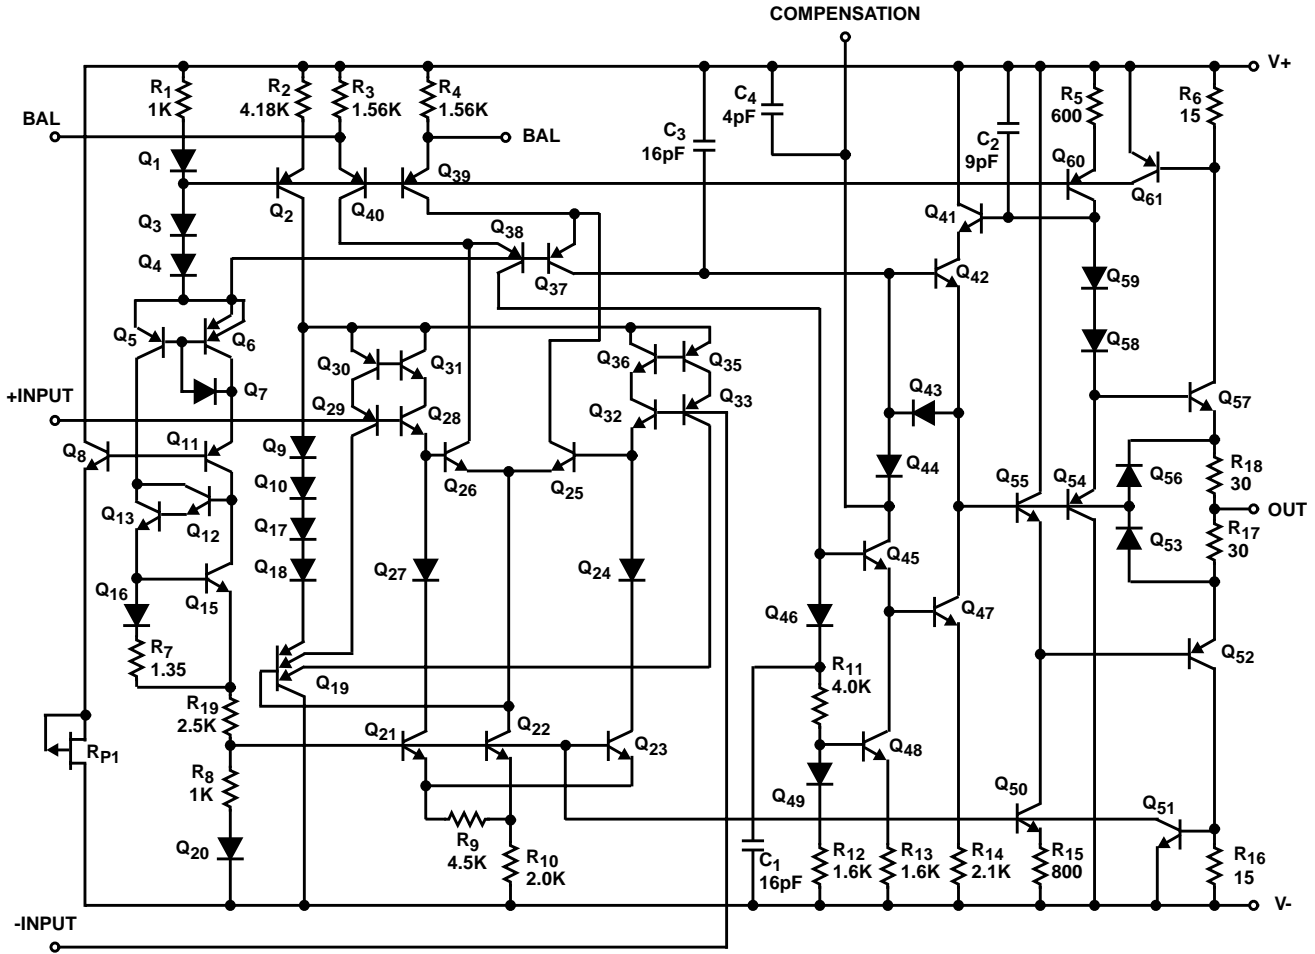 COMPENSATION
V+
R1
1K
R2
4.18K
R3
1.56K
R4
1.56K
C4
4pF
C3
16pF
C2
9pF
R5
600
R6
15
BAL
BAL
Q1
Q2
Q40
Q39
Q60
Q61
Q3
Q4
Q38
Q37
Q41
Q42
Q59
Q58
Q5
Q6
Q7
Q30
Q31
Q36
Q35
Q43
Q57
+INPUT
Q29
Q28
Q32
Q33
Q8
Q11
Q9
Q10
Q26
Q25
Q44
Q55
Q54
Q56
R18
30
OUT
Q13
Q12
Q17
Q18
Q53
R17
30
Q16
Q15
Q27
Q24
Q45
Q46
Q47
R7
1.35
Q19
R11
4.0K
Q52
R19
2.5K
RP1
Q21
Q22
Q23
Q48
R8
1K
Q49
Q50
Q51
Q20
R9
4.5K
R10
2.0K
C1
16pF
R12
1.6K
R13
1.6K
R14
2.1K
R15
800
R16
15
V-
-INPUT